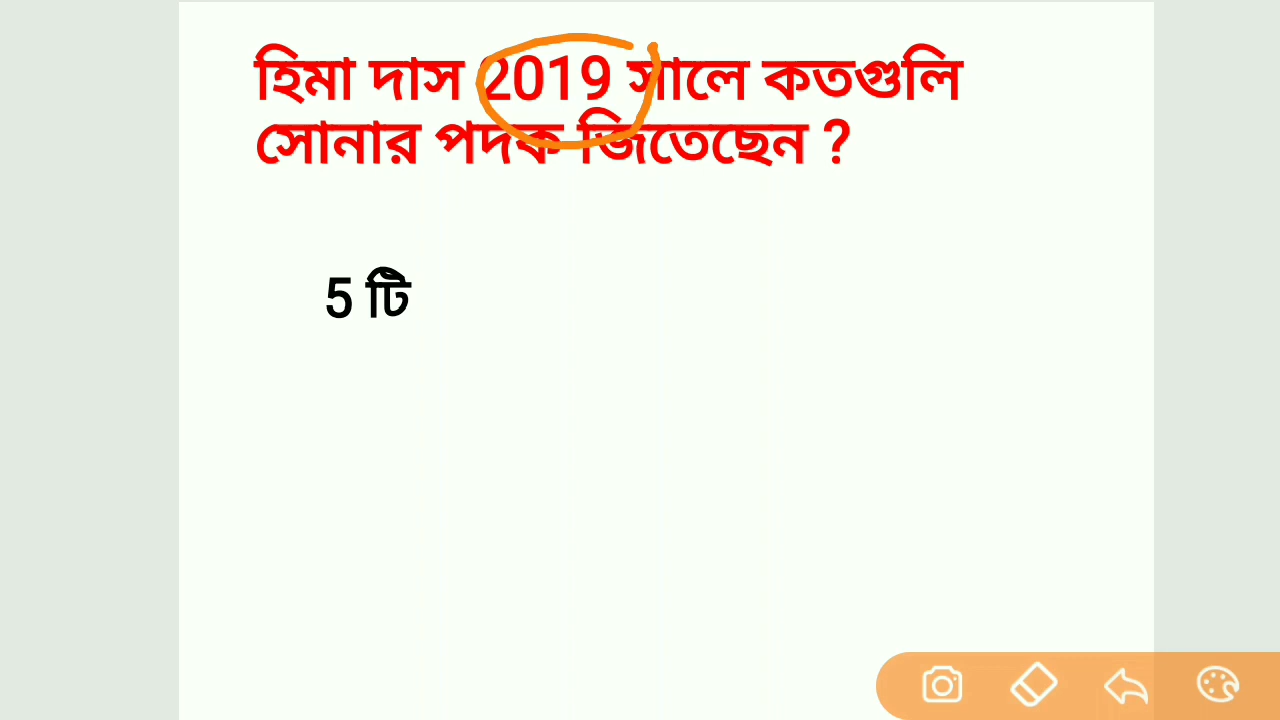 হিমা দাস 2019 সালে কতগুলি
সোনার পদক জিতেছেন ?
5 টি